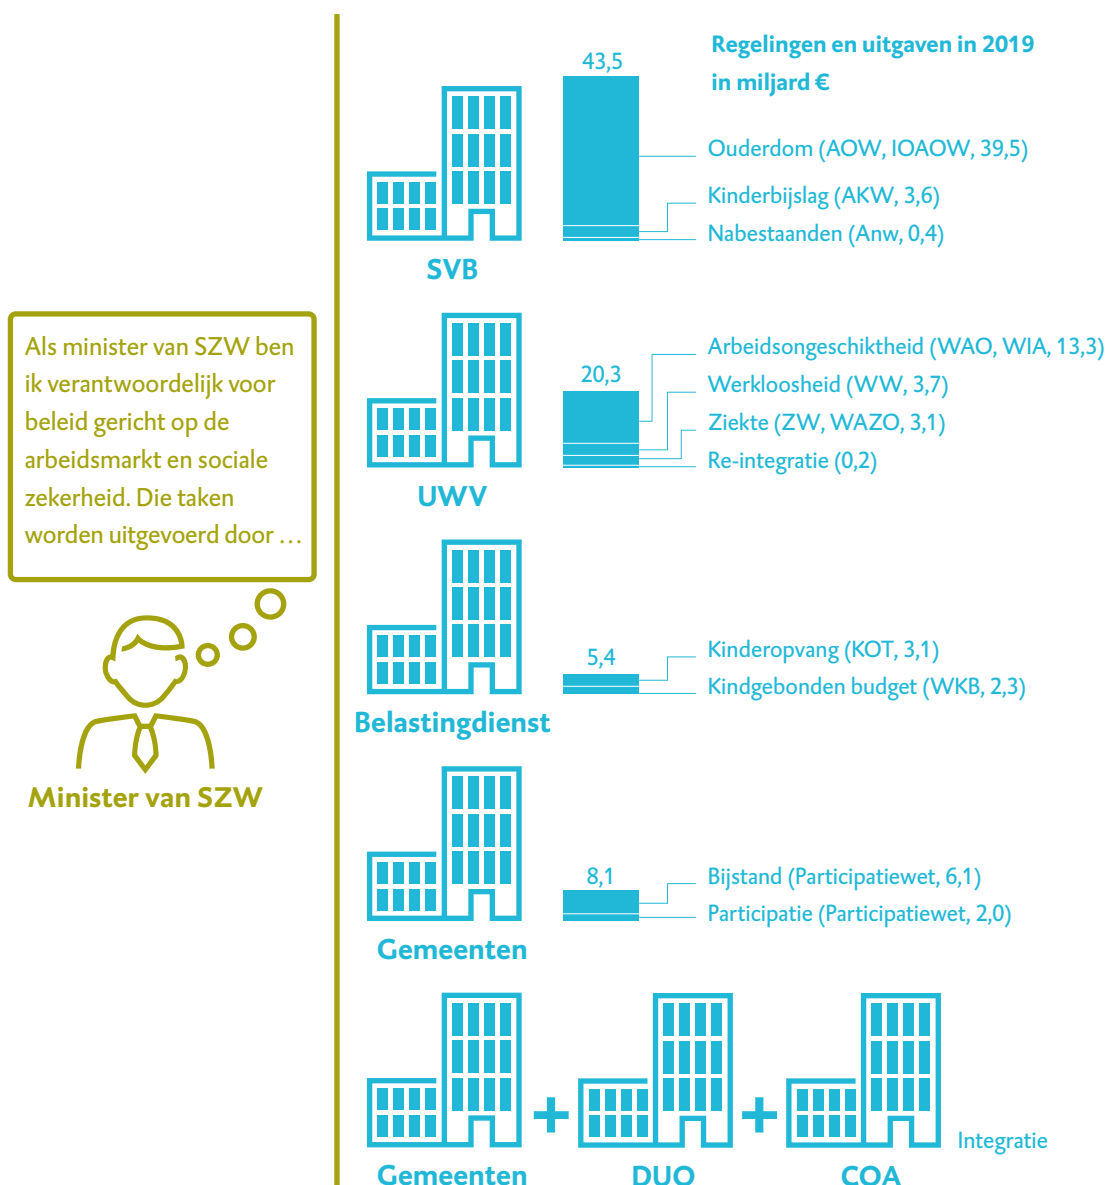 Regelingen en uitgaven in 2019
in miljard €
43,5
Ouderdom (AOW, IOAOW, 39,5)
Kinderbijslag (AKW, 3,6)
Nabestaanden (Anw, 0,4)
SVB
Als minister van SZW ben
ik verantwoordelijk voor
beleid gericht op de
arbeidsmarkt en sociale
zekerheid. Die taken
worden uitgevoerd door …
Minister van SZW
20,3
Arbeidsongeschiktheid (WAO, WIA, 13,3)
Werkloosheid (WW, 3,7)
Ziekte (ZW, WAZO, 3,1)
Re-integratie (0,2)
UWV
5,4
Kinderopvang (KOT, 3,1)
Kindgebonden budget (WKB, 2,3)
Belastingdienst
8,1
Bijstand (Participatiewet, 6,1)
Participatie (Participatiewet, 2,0)
Gemeenten
+ +
Integratie
Gemeenten DUO COA